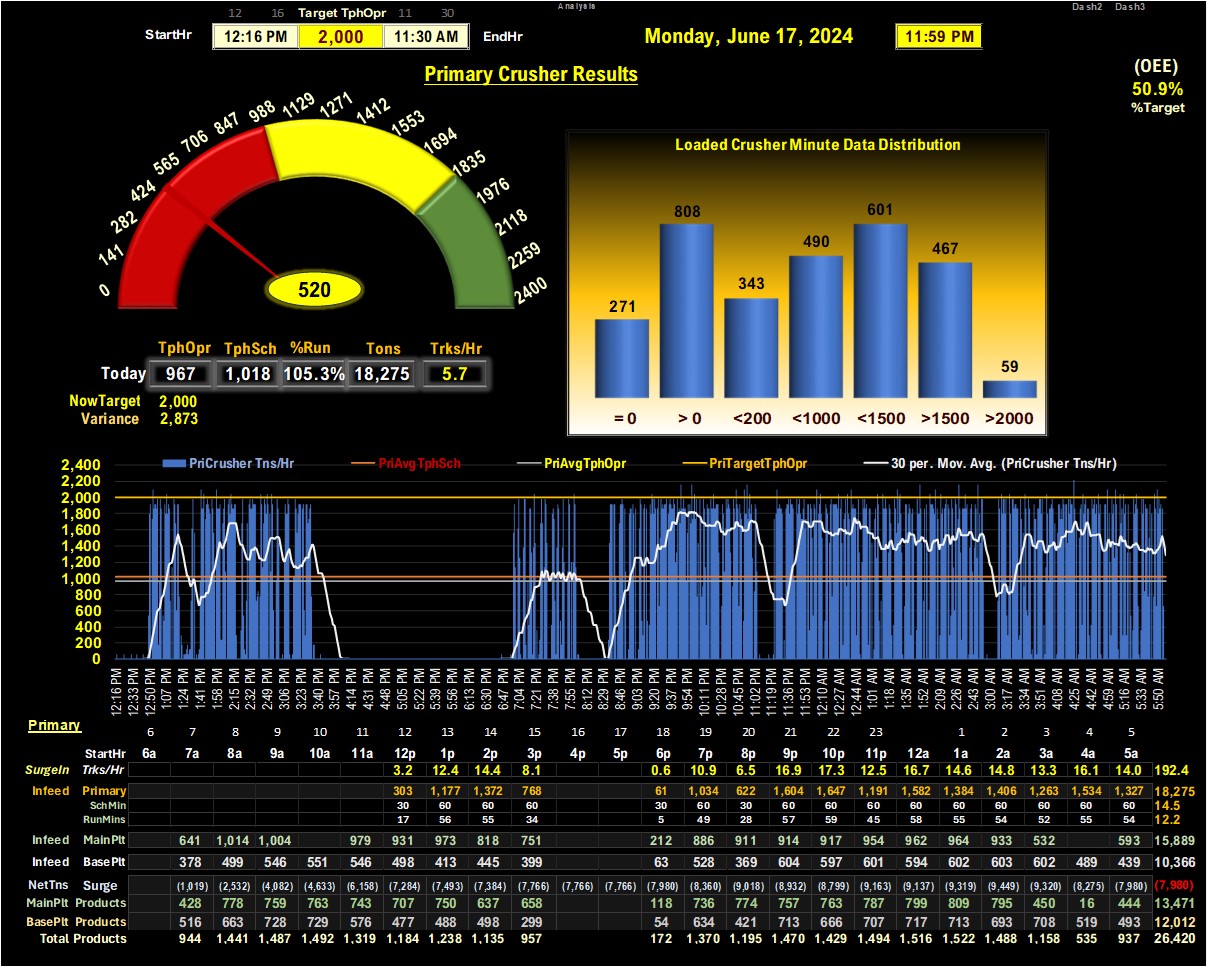 Analysis Dash2 Dash3
12 16 Target TphOpr 11 30
StartHr 12:16 PM 2,000 11:30 AM EndHr Monday, June 17, 2024 11:59 PM
Primary Crusher Results
(OEE)
50.9%
%Target
0 141 282 424 565 706 847 988 1129 1271 1412 1553 1694 1835 1976 2118 2259 2400
520
TphOpr TphSch %Run Tons Trks/Hr
Today 967 1,018 105.3% 18,275 5.7
NowTarget 2,000
Variance 2,873
Loaded Crusher Minute Data Distribution
271 808 343 490 601 467 59
= 0 > 0 <200 <1000 <1500 >1500 >2000
PriCrusher Tns/Hr PriAvgTphSch PriAvgTphOpr PriTargetTphOpr 30 per. Mov. Avg. (PriCrusher Tns/Hr)
2,400
2,200
2,000
1,800
1,600
1,400
1,200
1,000
800
600
400
200
0
12:16 PM 12:33 PM 12:50 PM 1:07 PM 1:24 PM 1:41 PM 1:58 PM 2:15 PM 2:32 PM 2:49 PM 3:06 PM 3:23 PM 3:40 PM 3:57 PM 4:14 PM 4:31 PM 4:48 PM 5:05 PM 5:22 PM 5:39 PM 5:56 PM 6:13 PM 6:30 PM 6:47 PM 7:04 PM 7:21 PM 7:38 PM 7:55 PM 8:12 PM 8:29 PM 8:46 PM 9:03 PM 9:20 PM 9:37 PM 9:54 PM 10:11 PM 10:28 PM 10:45 PM 11:02 PM 11:19 PM 11:36 PM 11:53 PM 12:10 AM 12:27 AM 12:44 AM 1:01 AM 1:18 AM 1:35 AM 1:52 AM 2:09 AM 2:26 AM 2:43 AM 3:00 AM 3:17 AM 3:34 AM 3:51 AM 4:08 AM 4:25 AM 4:42 AM 4:59 AM 5:16 AM 5:33 AM 5:50 AM
Primary 6 7 8 9 10 11 12 13 14 15 16 17 18 19 20 21 22 23 1 2 3 4 5
StartHr 6a 7a 8a 9a 10a 11a 12p 1p 2p 3p 4p 5p 6p 7p 8p 9p 10p 11p 12a 1a 2a 3a 4a 5a
SurgeIn Trks/Hr 3.2 12.4 14.4 8.1 0.6 10.9 6.5 16.9 17.3 12.5 16.7 14.6 14.8 13.3 16.1 14.0 192.4
Infeed Primary 303 1,177 1,372 768 61 1,034 622 1,604 1,647 1,191 1,582 1,384 1,406 1,263 1,534 1,327 18,275
SchMin 30 60 60 60 30 60 30 60 60 60 60 60 60 60 60 60 14.5
RunMins 17 56 55 34 5 49 28 57 59 45 58 55 54 52 55 54 12.2
Infeed MainPlt 641 1,014 1,004 979 931 973 818 751 212 886 911 914 917 954 962 964 933 532 593 15,889
Infeed BasePlt 378 499 546 551 546 498 413 445 399 63 528 369 604 597 601 594 602 603 602 489 439 10,366
NetTns Surge (1,019) (2,532) (4,082) (4,633) (6,158) (7,284) (7,493) (7,384) (7,766) (7,766) (7,766) (7,980) (8,360) (9,018) (8,932) (8,799) (9,163) (9,137) (9,319) (9,449) (9,320) (8,275) (7,980) (7,980)
MainPlt Products 428 778 759 763 743 707 750 637 658 118 736 774 757 763 787 799 809 795 450 16 444 13,471
BasePlt Products 516 663 728 729 576 477 488 498 299 54 634 421 713 666 707 717 713 693 708 519 493 12,012
Total Products 944 1,441 1,487 1,492 1,319 1,184 1,238 1,135 957 172 1,370 1,195 1,470 1,429 1,494 1,516 1,522 1,488 1,158 535 937 26,420